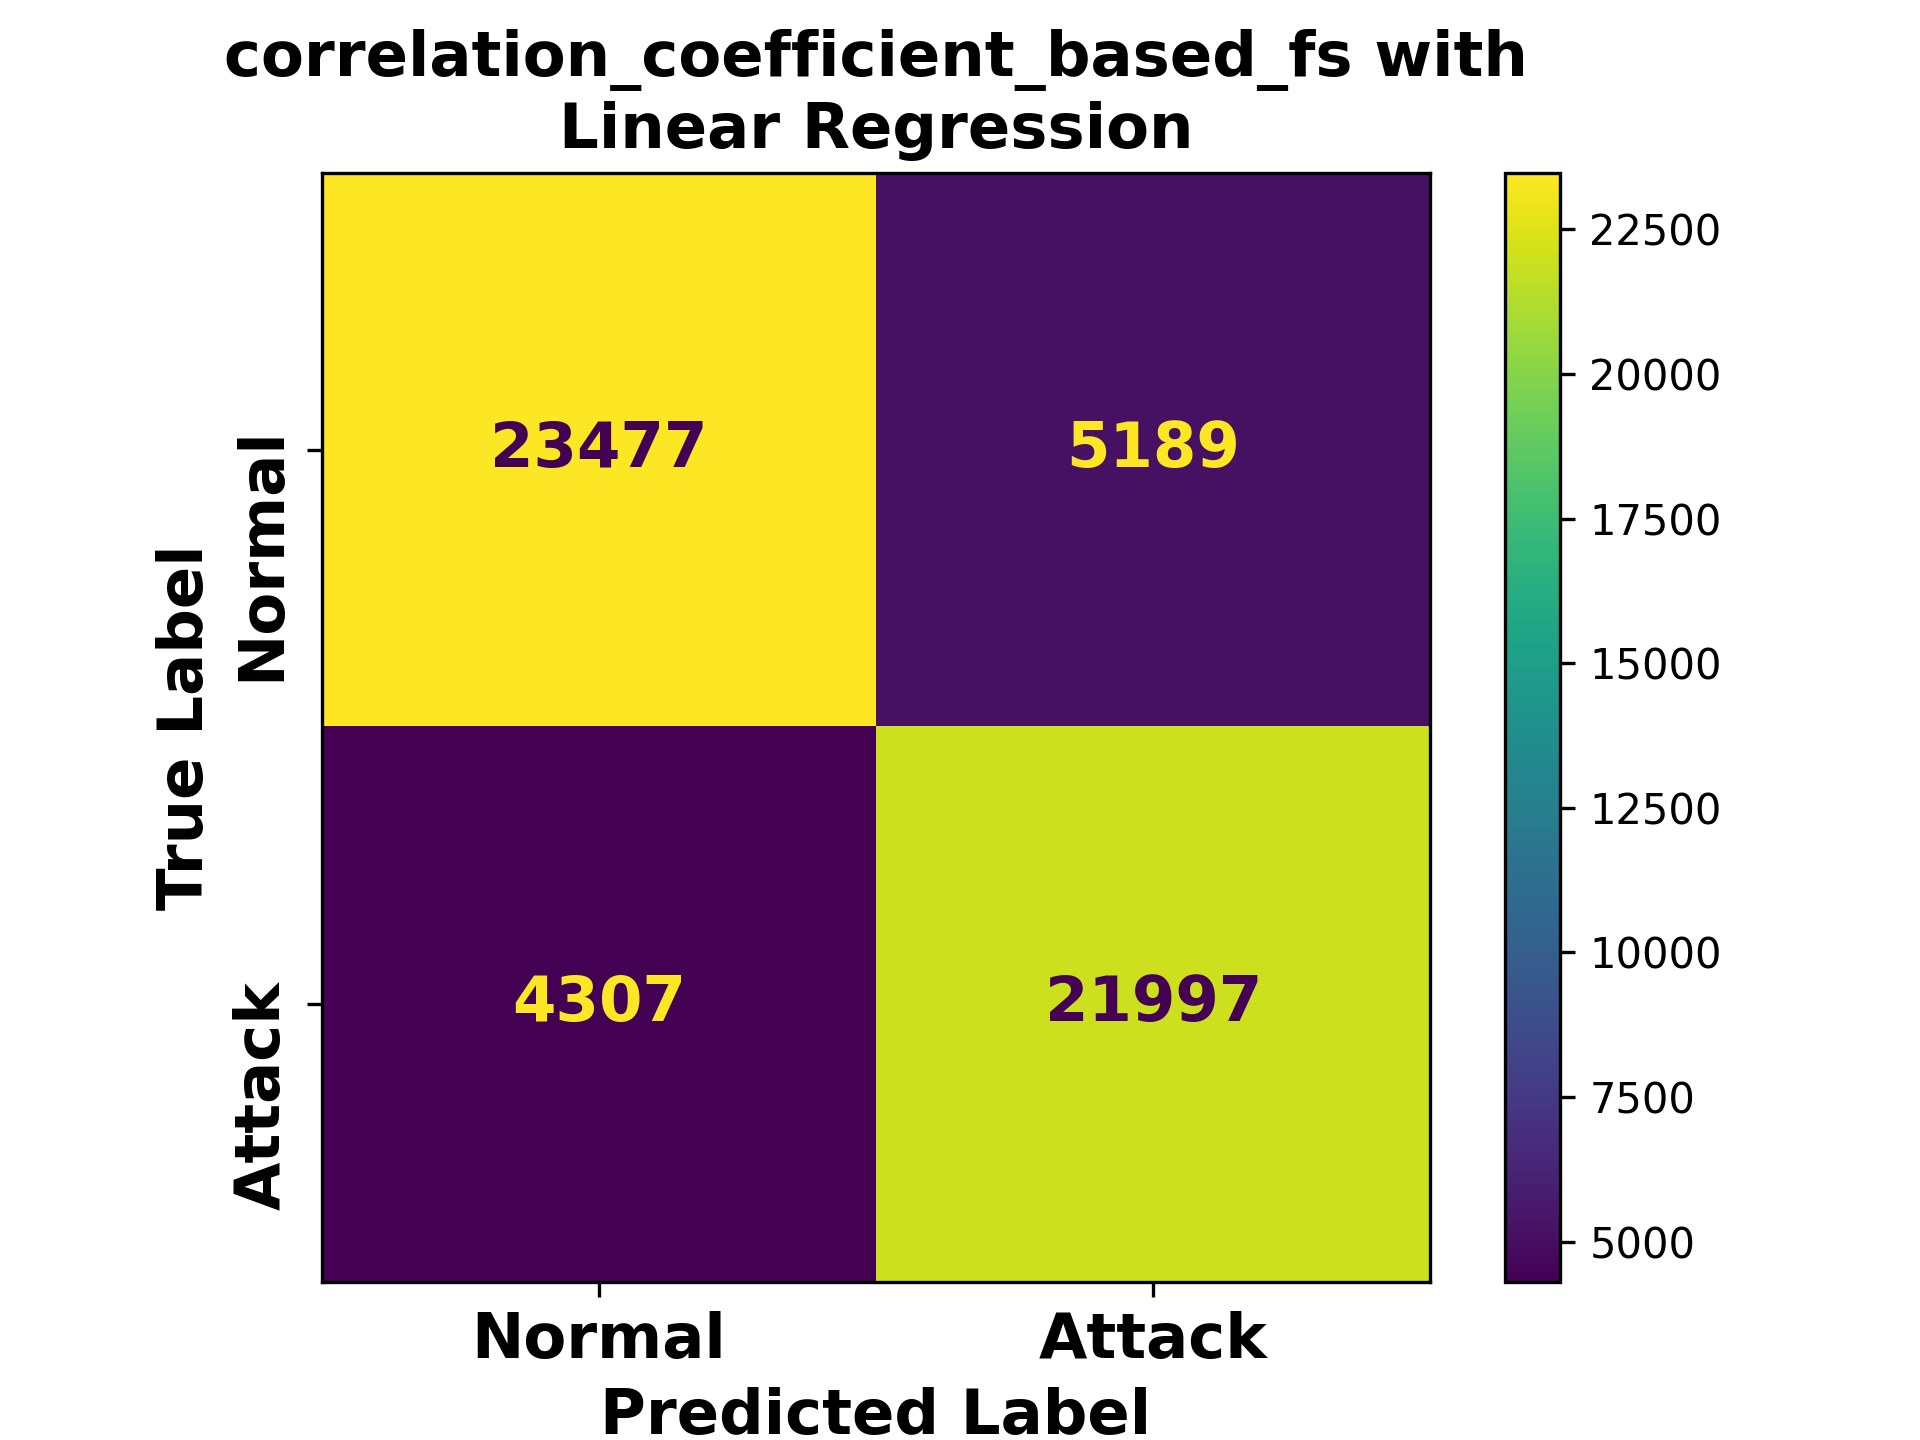 correlation_coefficient_based_fs with
Linear Regression
True Label
Normal
Attack
23477
5189
4307
21997
Normal
Attack
Predicted Label
22500
20000
17500
15000
12500
10000
7500
5000